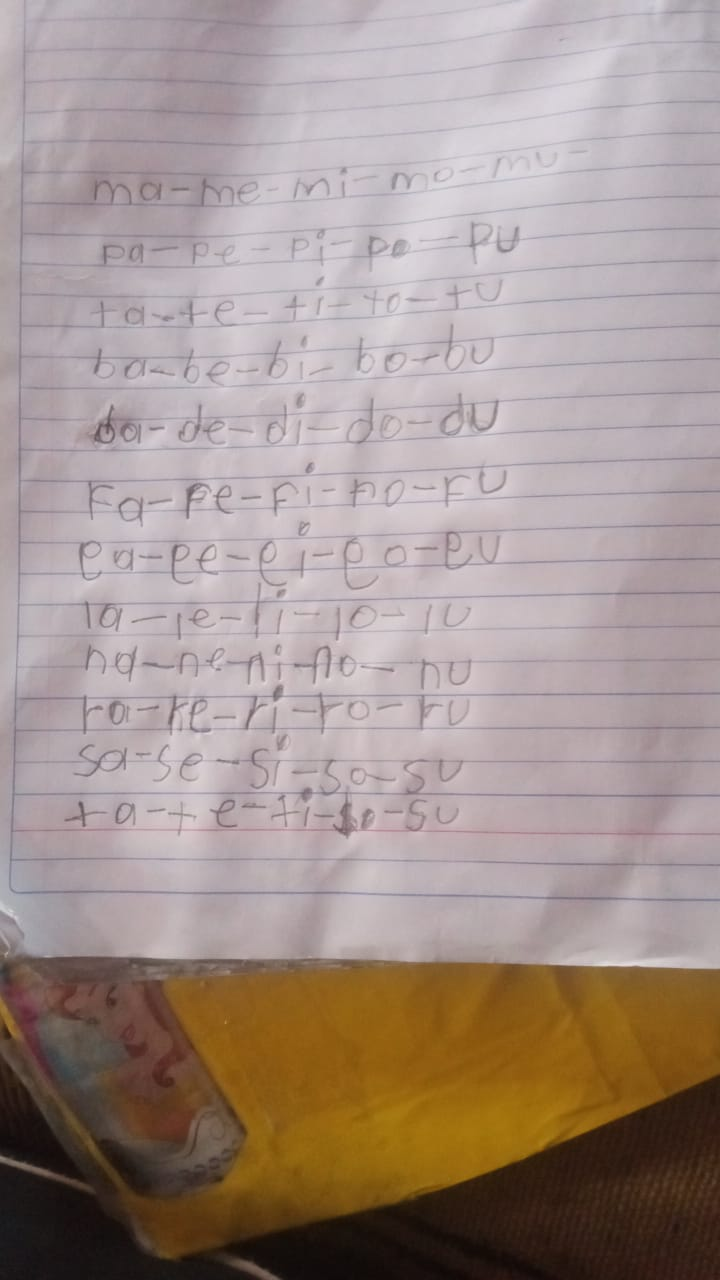 ma-me-mi-mo-mu-
pa-pe-pi-po-pu
ta-te-ti-to-tu
ba-be-bi-bo-bu
da-de-di-do-du
Fa-Fe-Fi-Fo-Fu
ea-ee-ei-eo-eu
la-le-li-lo-lu
na-ne-ni-no-nu
ra-re-ri-ro-ru
sa-se-si-so-su
ta-te-ti-so-su